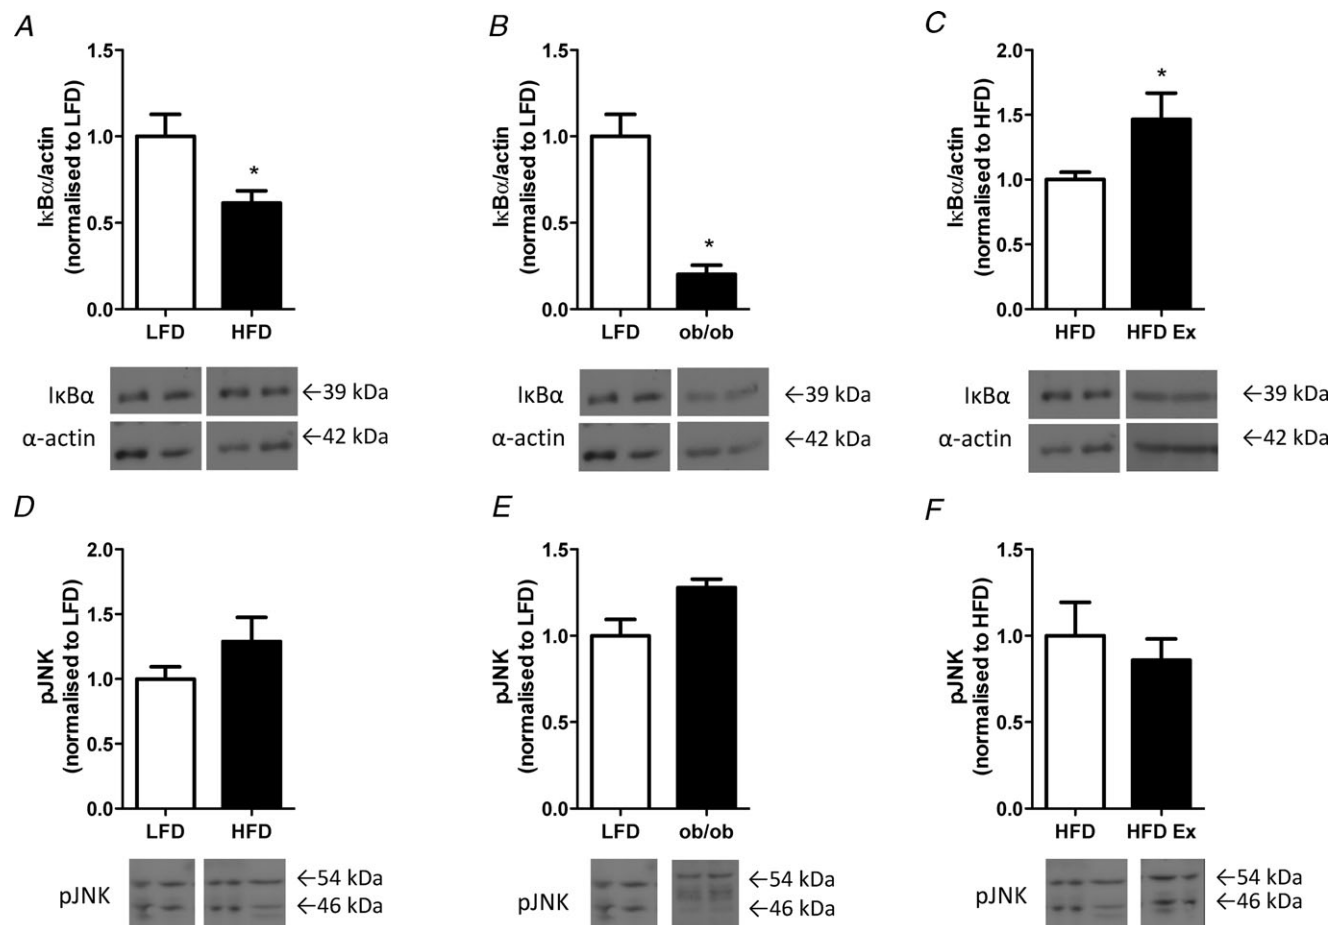 A
IκBα/actin
(normalised to LFD)
1.5
1.0
0.5
0.0
*
LFD HFD
IκBα ←39 kDa
α-actin ←42 kDa
B
IκBα/actin
(normalised to LFD)
1.5
1.0
0.5
0.0
*
LFD ob/ob
IκBα ←39 kDa
α-actin ←42 kDa
C
IκBα/actin
(normalised to HFD)
2.0
1.5
1.0
0.5
0.0
*
HFD HFD Ex
IκBα ←39 kDa
α-actin ←42 kDa
D
pJNK
(normalised to LFD)
2.0
1.5
1.0
0.5
0.0
LFD HFD
←54 kDa
pJNK
←46 kDa
E
pJNK
(normalised to LFD)
1.5
1.0
0.5
0.0
LFD ob/ob
←54 kDa
pJNK
←46 kDa
F
pJNK
(normalised to HFD)
1.5
1.0
0.5
0.0
HFD HFD Ex
←54 kDa
pJNK
←46 kDa